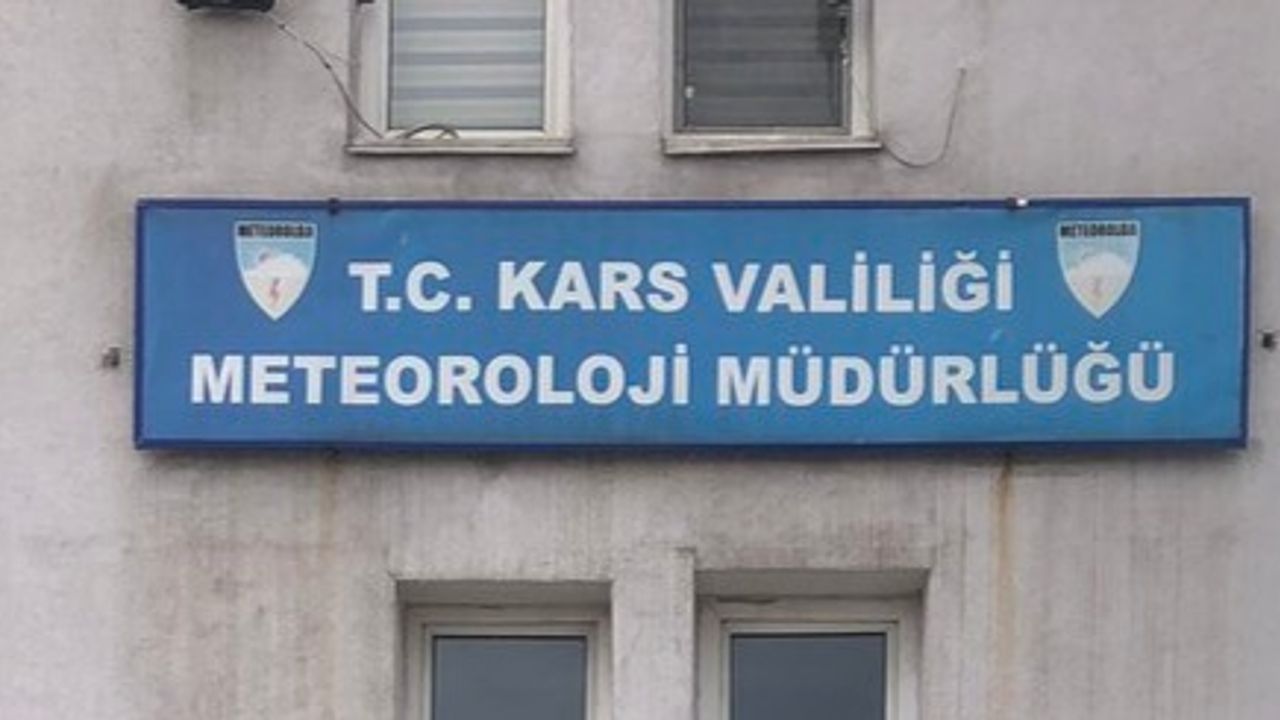 METEOROLOJİ
METEOROLOJİ
T.C. KARS VALİLİĞİ
METEOROLOJİ MÜDÜRLÜĞÜ